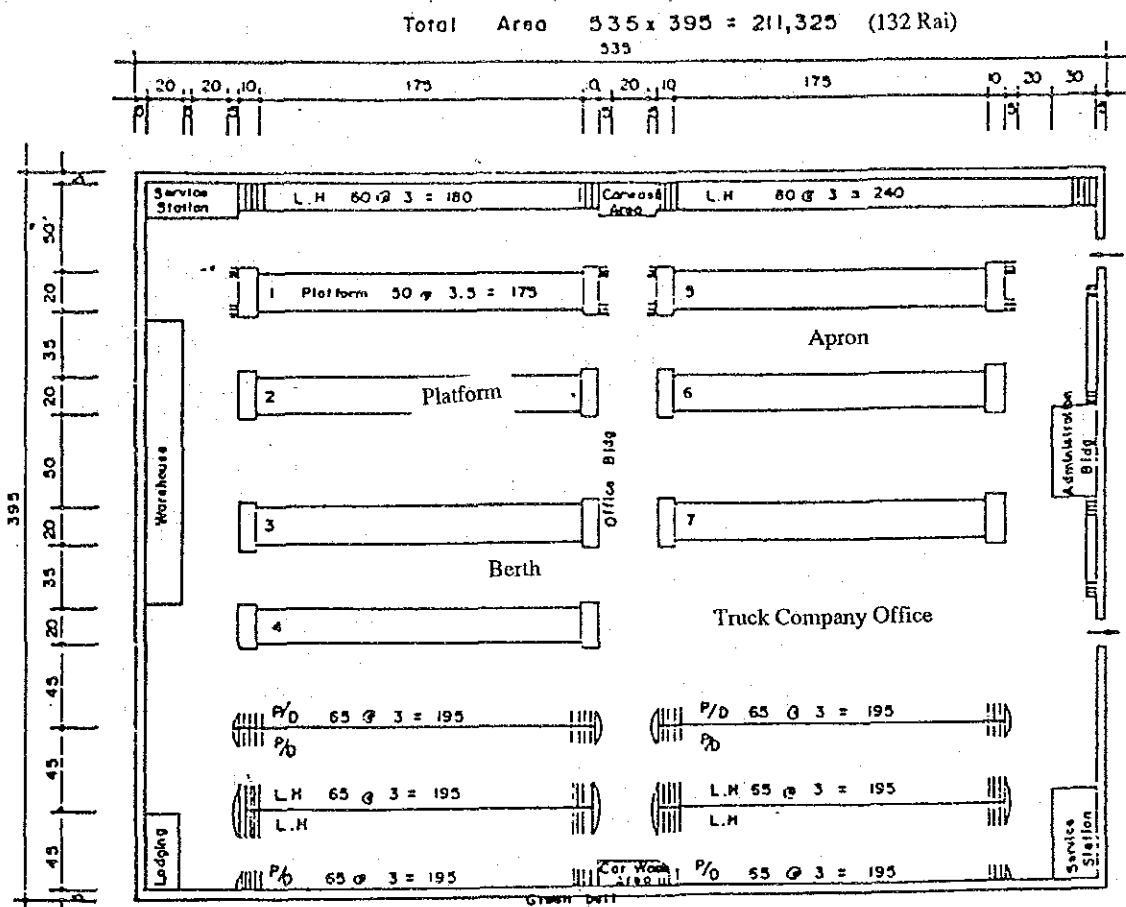 Total Area 535 x 395 = 211,325 (132 Rai)
535
20 20 10 175 20 10 175 10 20 30
Service
Station
L.H 60 @ 3 = 180
Area
L.H 80 @ 3 = 240
50
20
35
20
50
20
35
20
45
45
45
395
1 Platform 50 @ 3.5 = 175
5
Apron
2
Platform
6
Warehouse
Office Bldg
Administration
Bldg
3
7
Berth
4
Truck Company Office
P/D 65 @ 3 = 195
P/D
P/D 65 @ 3 = 195
P/D
L.H 65 @ 3 = 195
L.H
L.H 65 @ 3 = 195
L.H
Lodging
P/D 65 @ 3 = 195
Car Wash
Area
P/D 65 @ 3 = 195
Service
Station
Green belt